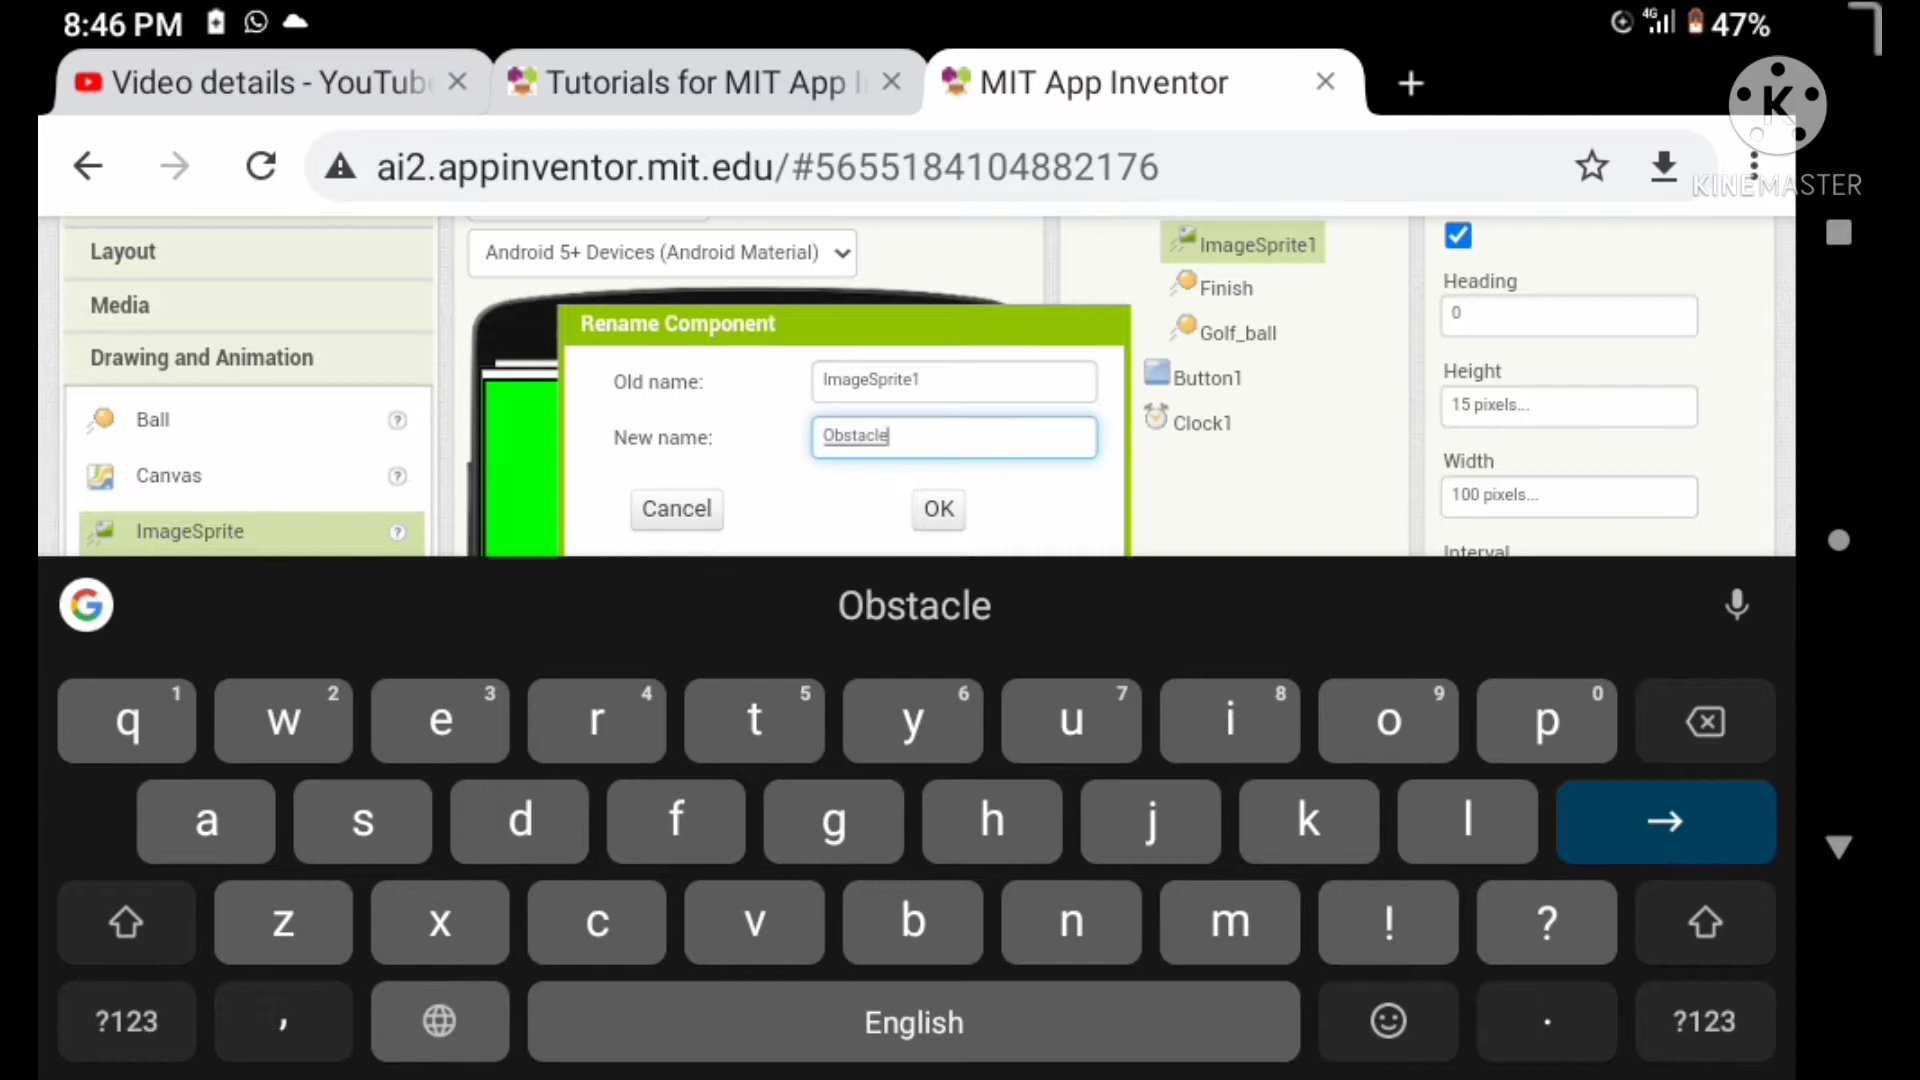 8:46 PM
4G
47%
Video details - YouTube
Tutorials for MIT App I
MIT App Inventor
K
KINEMASTER
ai2.appinventor.mit.edu/#5655184104882176
Layout
Media
Drawing and Animation
Ball ?
Canvas ?
ImageSprite ?
Android 5+ Devices (Android Material)
Rename Component
Old name: ImageSprite1
New name: Obstacle
Cancel OK
ImageSprite1
Finish
Golf_ball
Button1
Clock1
Heading
0
Height
15 pixels...
Width
100 pixels...
Interval
G Obstacle
q 1 w 2 e 3 r 4 t 5 y 6 u 7 i 8 o 9 p 0
a s d f g h j k l →
z x c v b n m ! ?
?123 , English . ?123